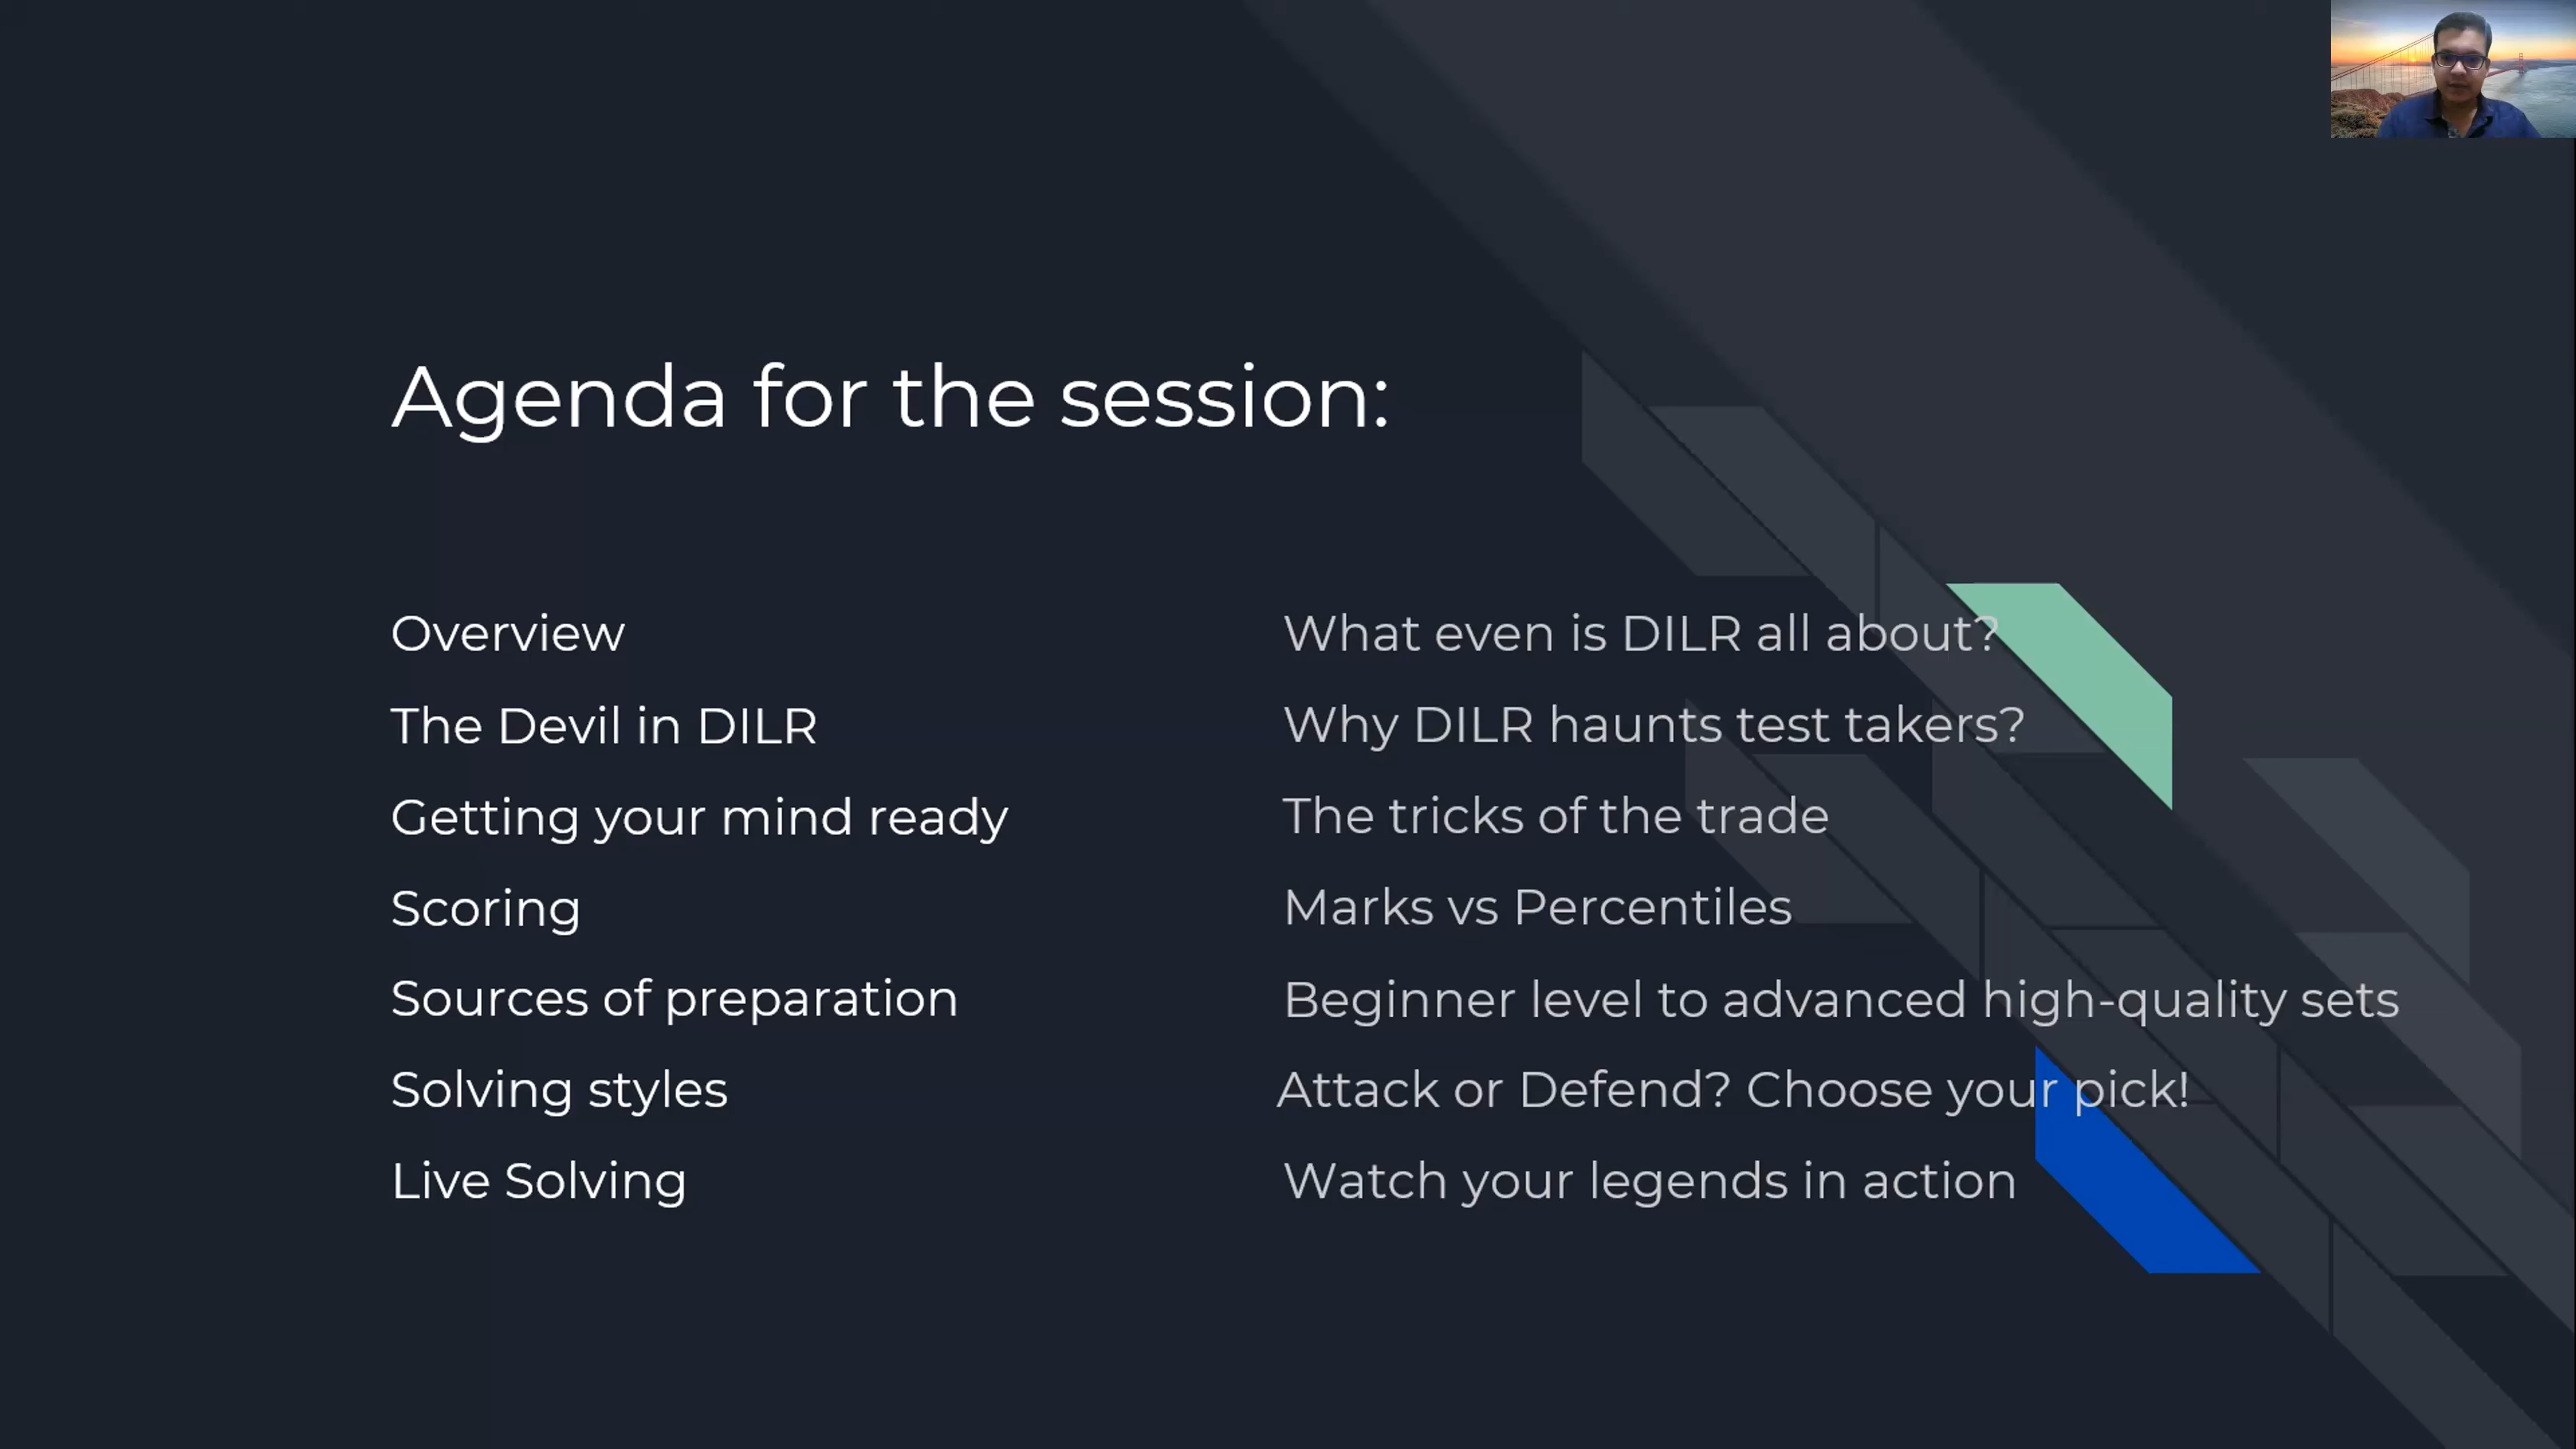 Agenda for the session:
Overview
What even is DILR all about?
The Devil in DILR
Why DILR haunts test takers?
Getting your mind ready
The tricks of the trade
Scoring
Marks vs Percentiles
Sources of preparation
Beginner level to advanced high-quality sets
Solving styles
Attack or Defend? Choose your pick!
Live Solving
Watch your legends in action